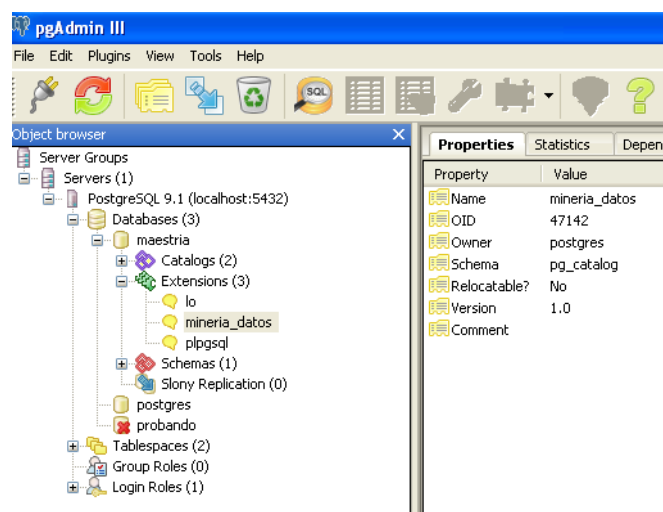 pgAdmin III
File Edit Plugins View Tools Help
SQL
Object browser
Server Groups
Servers (1)
PostgreSQL 9.1 (localhost:5432)
Databases (3)
maestria
Catalogs (2)
Extensions (3)
lo
mineria_datos
plpgsql
Schemas (1)
Slony Replication (0)
postgres
probando
Tablespaces (2)
Group Roles (0)
Login Roles (1)
Properties Statistics Depen
Property Value
Name mineria_datos
OID 47142
Owner postgres
Schema pg_catalog
Relocatable? No
Version 1.0
Comment